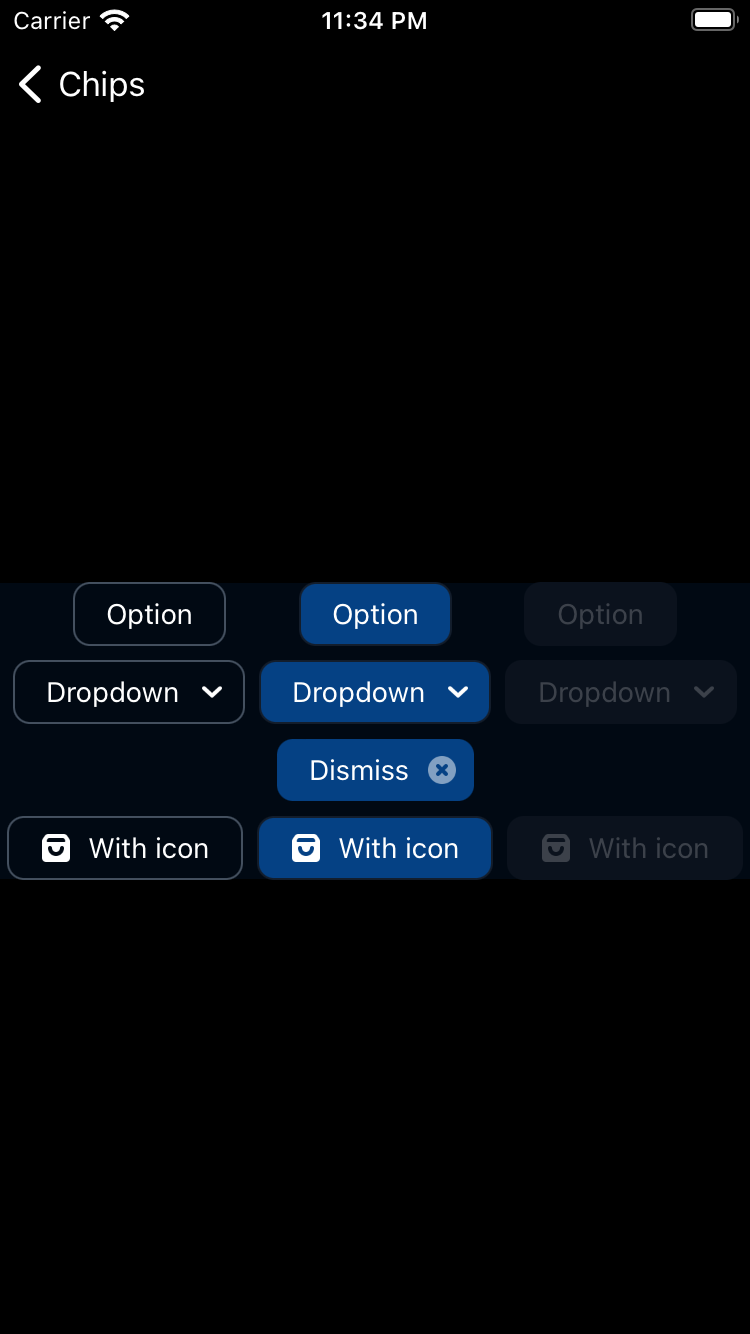 Carrier 11:34 PM
Chips
Option Option Option
Dropdown Dropdown Dropdown
Dismiss
With icon With icon With icon